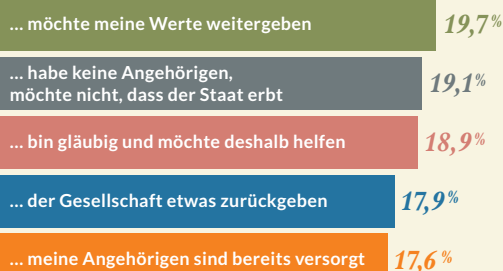 ... möchte meine Werte weitergeben 19,7%
... habe keine Angehörigen,
möchte nicht, dass der Staat erbt 19,1%
... bin gläubig und möchte deshalb helfen 18,9%
... der Gesellschaft etwas zurückgeben 17,9%
... meine Angehörigen sind bereits versorgt 17,6%